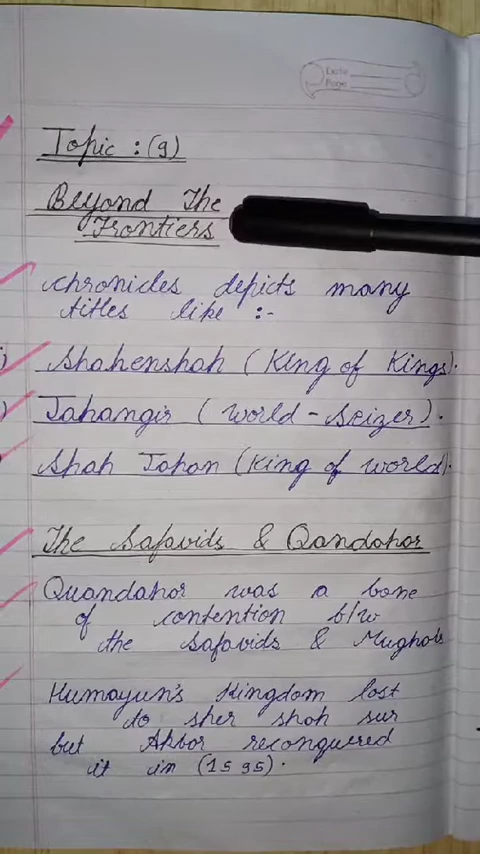 Date
Page
Topic : (9)
Beyond The
Frontiers
chronicles depicts many
titles like :-
Shahenshah (King of Kings).
Jahangir (World - Seizer).
Shah Jahan (King of world).
The Safavids & Qandahar
Quandahar was a bone
of contention b/w
the Safavids & Mughals
Humayun's Kingdom lost
to sher shah sur
but Akbar reconquered
it in (1595).